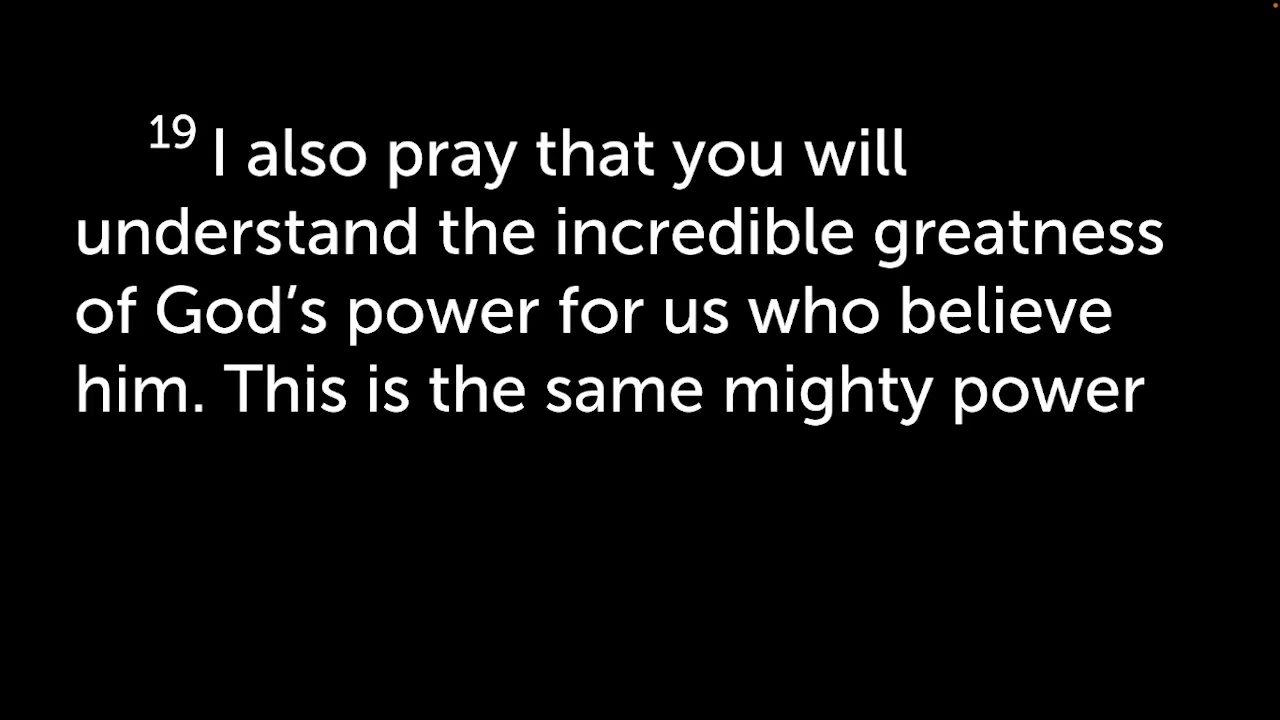 19 I also pray that you will
understand the incredible greatness
of God’s power for us who believe
him. This is the same mighty power